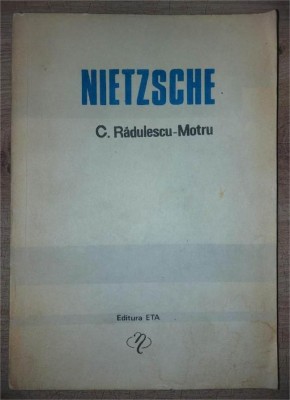 NIETZSCHE
C. Rădulescu-Motru
Editura ETA